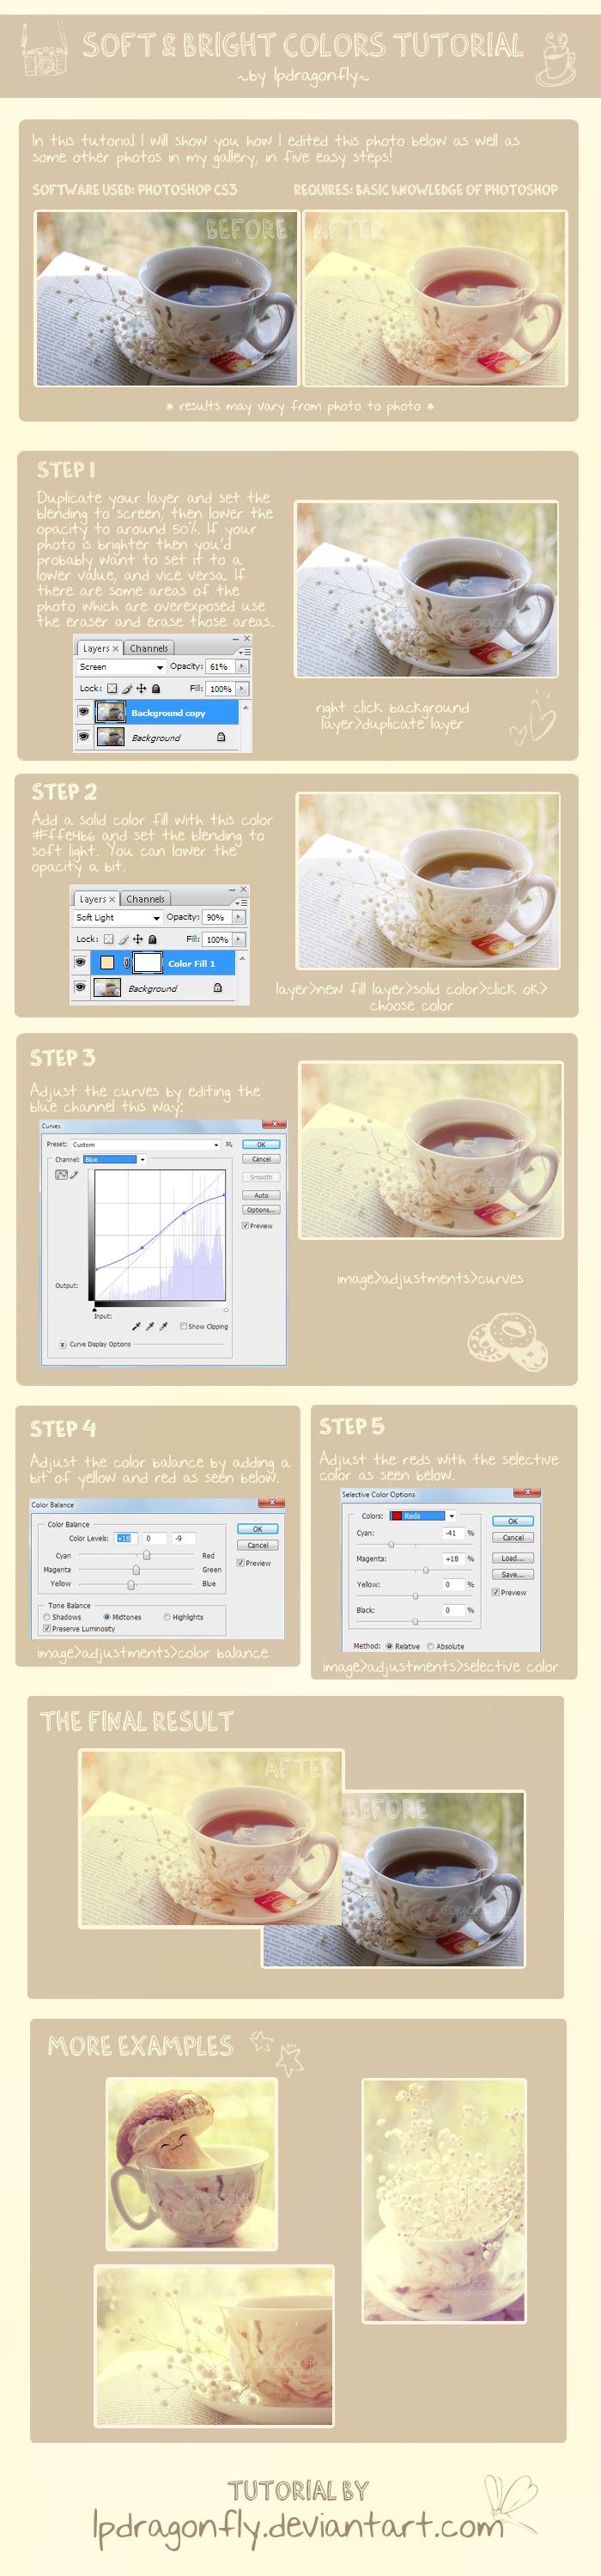 SOFT & BRIGHT COLORS TUTORIAL
~by lpdragonfly~
In this tutorial I will show you how I edited this photo below as well as
some other photos in my gallery, in five easy steps!
SOFTWARE USED: PHOTOSHOP CS3
REQUIRES: BASIC KNOWLEDGE OF PHOTOSHOP
BEFORE
AFTER
* results may vary from photo to photo *
STEP 1
Duplicate your layer and set the
blending to screen, then lower the
opacity to around 50%. If your
photo is brighter then you'd
probably want to set it to a
lower value, and vice versa. If
there are some areas of the
photo which are overexposed use
the eraser and erase those areas.
Layers × Channels
Screen Opacity: 61%
Lock: Fill: 100%
Background copy
Background
LPDRAGONFLY
right click background
layer>duplicate layer
STEP 2
Add a solid color fill with this color
#ffe4b6 and set the blending to
soft light. You can lower the
opacity a bit.
Layers × Channels
Soft Light Opacity: 90%
Lock: Fill: 100%
Color Fill 1
Background
LPDRAGONFLY
layer>new fill layer>solid color>click ok>
choose color
STEP 3
Adjust the curves by editing the
blue channel this way:
Curves
Preset: Custom
OK
Channel: Blue
Cancel
Smooth
Auto
Options...
Preview
Output:
Input:
Show Clipping
Curve Display Options
LPDRAGONFLY
image>adjustments>curves
STEP 4
Adjust the color balance by adding a
bit of yellow and red as seen below.
Color Balance
Color Balance
Color Levels: +18 0 -9
OK
Cancel
Preview
Cyan Red
Magenta Green
Yellow Blue
Tone Balance
Shadows Midtones Highlights
Preserve Luminosity
image>adjustments>color balance
STEP 5
Adjust the reds with the selective
color as seen below.
Selective Color Options
Colors: Reds
OK
Cyan: -41 %
Cancel
Magenta: +18 %
Load...
Save...
Yellow: 0 %
Preview
Black: 0 %
Method: Relative Absolute
image>adjustments>selective color
THE FINAL RESULT
AFTER
BEFORE
LPDRAGONFLY
LPDRAGONFLY
MORE EXAMPLES
TUTORIAL BY
lpdragonfly.deviantart.com